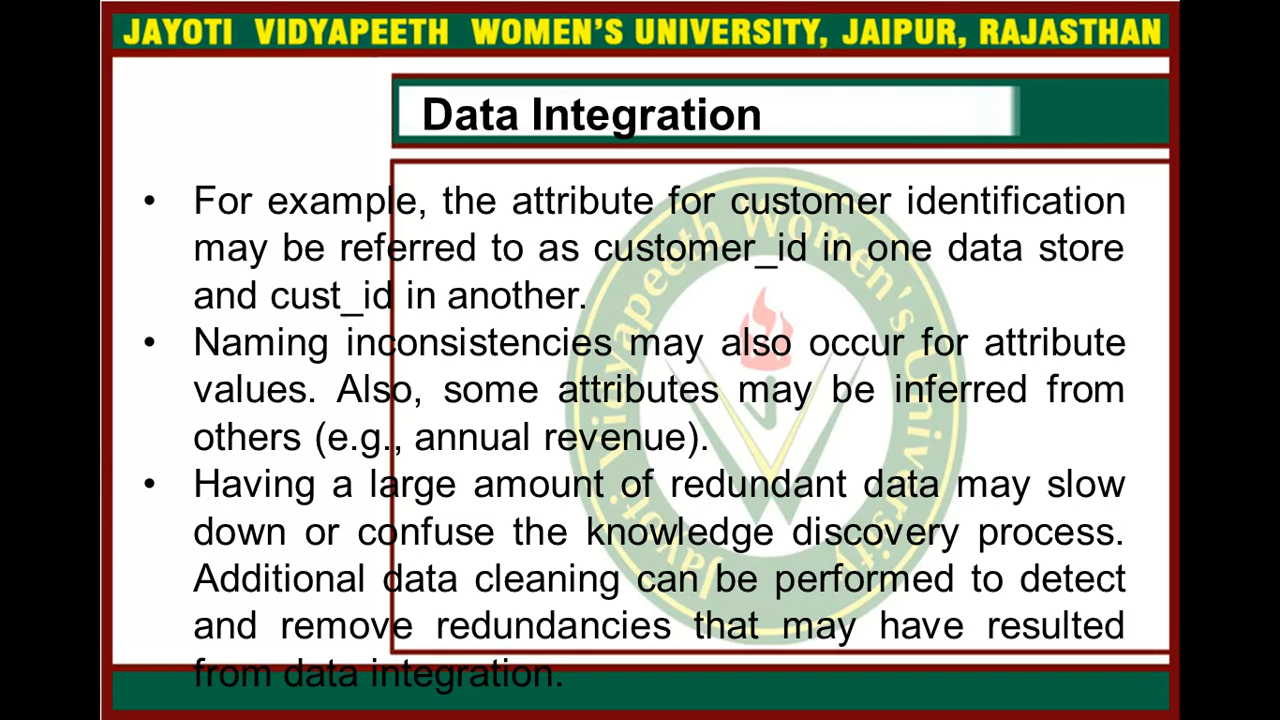 JAYOTI VIDYAPEETH WOMEN'S UNIVERSITY, JAIPUR, RAJASTHAN
Data Integration
• For example, the attribute for customer identification
may be referred to as customer_id in one data store
and cust_id in another.
• Naming inconsistencies may also occur for attribute
values. Also, some attributes may be inferred from
others (e.g., annual revenue).
• Having a large amount of redundant data may slow
down or confuse the knowledge discovery process.
Additional data cleaning can be performed to detect
and remove redundancies that may have resulted
from data integration.
Jayoti Vidyapeeth Women's University